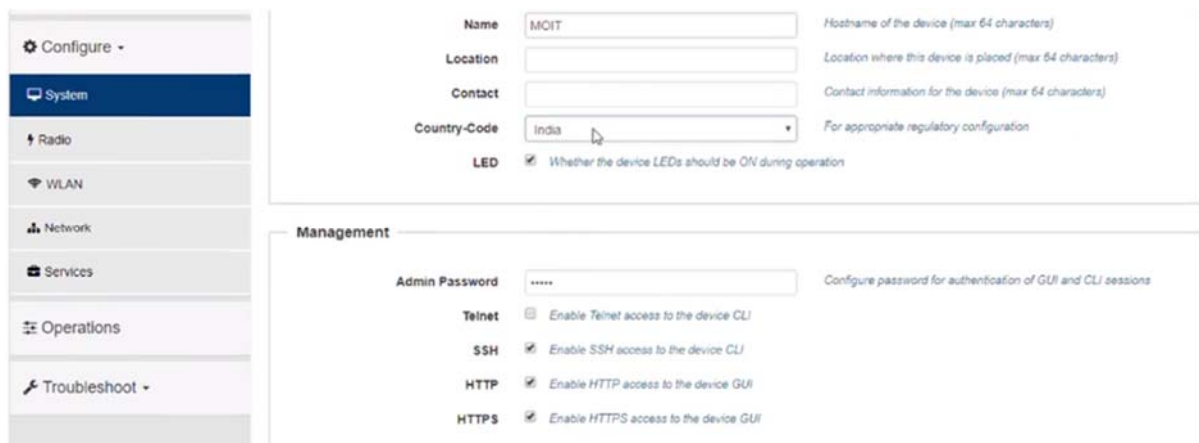 Configure
System
Radio
WLAN
Network
Services
Operations
Troubleshoot
Name MOIT Hostname of the device (max 64 characters)
Location Location where this device is placed (max 64 characters)
Contact Contact information for the device (max 64 characters)
Country-Code India For appropriate regulatory configuration
LED Whether the device LEDs should be ON during operation
Management
Admin Password ••••• Configure password for authentication of GUI and CLI sessions
Telnet Enable Telnet access to the device CLI
SSH Enable SSH access to the device CLI
HTTP Enable HTTP access to the device GUI
HTTPS Enable HTTPS access to the device GUI